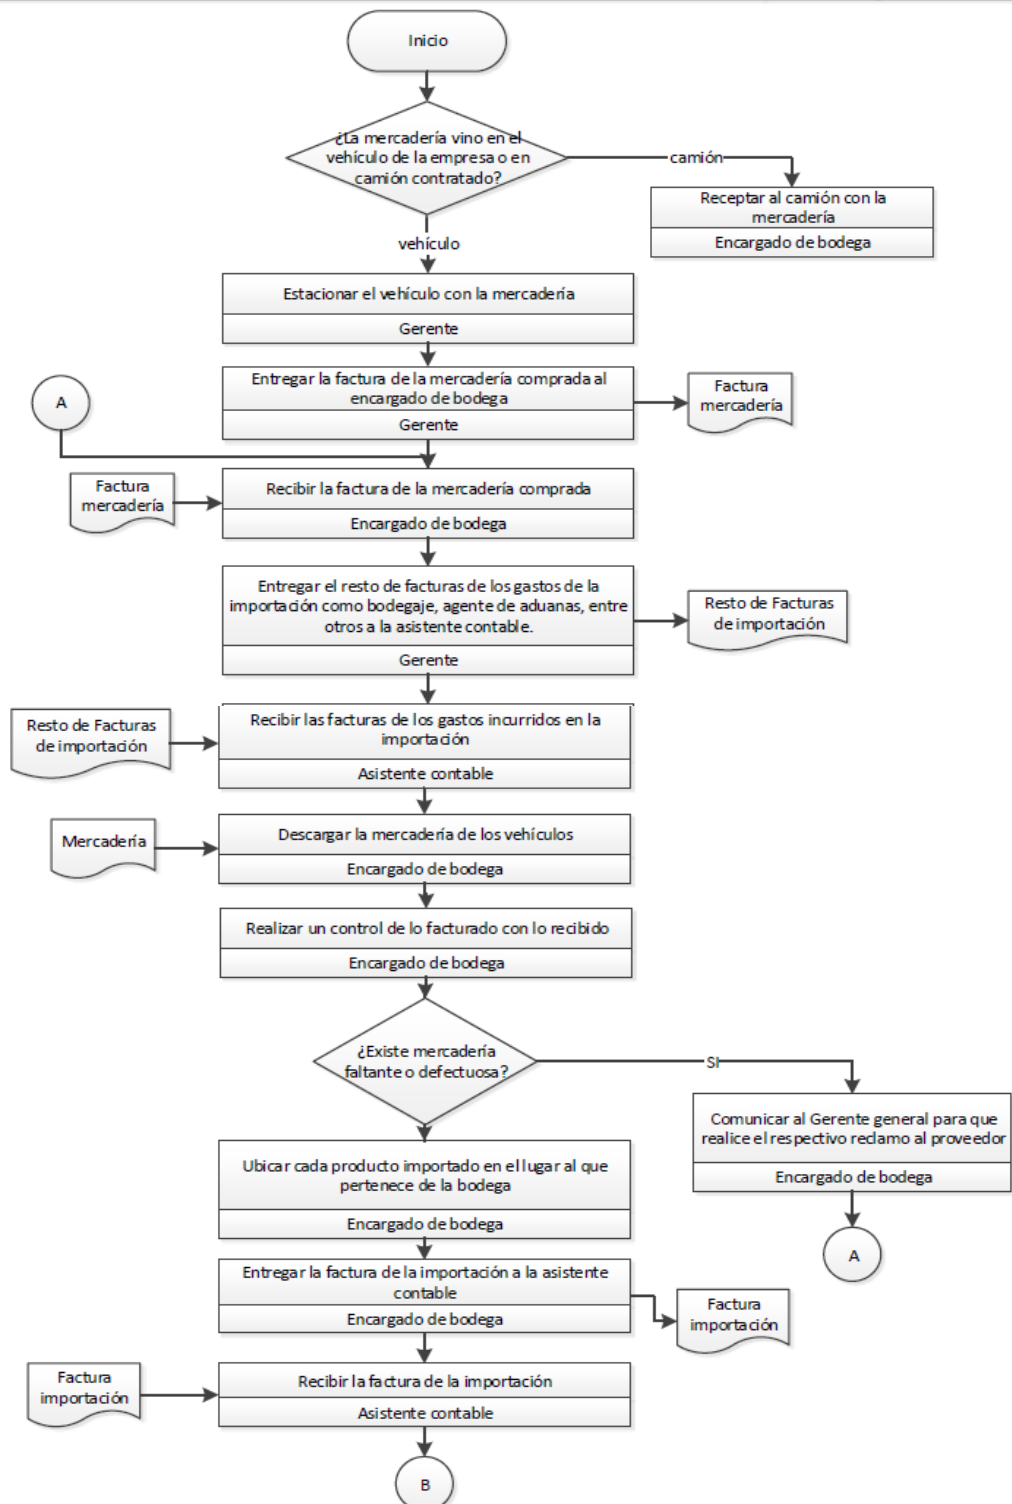 Inicio
¿La mercadería vino en el
vehículo de la empresa o en
camión contratado?
camión
Receptar al camión con la
mercadería
Encargado de bodega
vehículo
Estacionar el vehículo con la mercadería
Gerente
Entregar la factura de la mercadería comprada al
encargado de bodega
Gerente
Factura
mercadería
A
Factura
mercadería
Recibir la factura de la mercadería comprada
Encargado de bodega
Entregar el resto de facturas de los gastos de la
importación como bodegaje, agente de aduanas, entre
otros a la asistente contable.
Gerente
Resto de Facturas
de importación
Resto de Facturas
de importación
Recibir las facturas de los gastos incurridos en la
importación
Asistente contable
Mercadería
Descargar la mercadería de los vehículos
Encargado de bodega
Realizar un control de lo facturado con lo recibido
Encargado de bodega
¿Existe mercadería
faltante o defectuosa?
SI
Comunicar al Gerente general para que
realice el respectivo reclamo al proveedor
Encargado de bodega
A
Ubicar cada producto importado en el lugar al que
pertenece de la bodega
Encargado de bodega
Entregar la factura de la importación a la asistente
contable
Encargado de bodega
Factura
importación
Factura
importación
Recibir la factura de la importación
Asistente contable
B